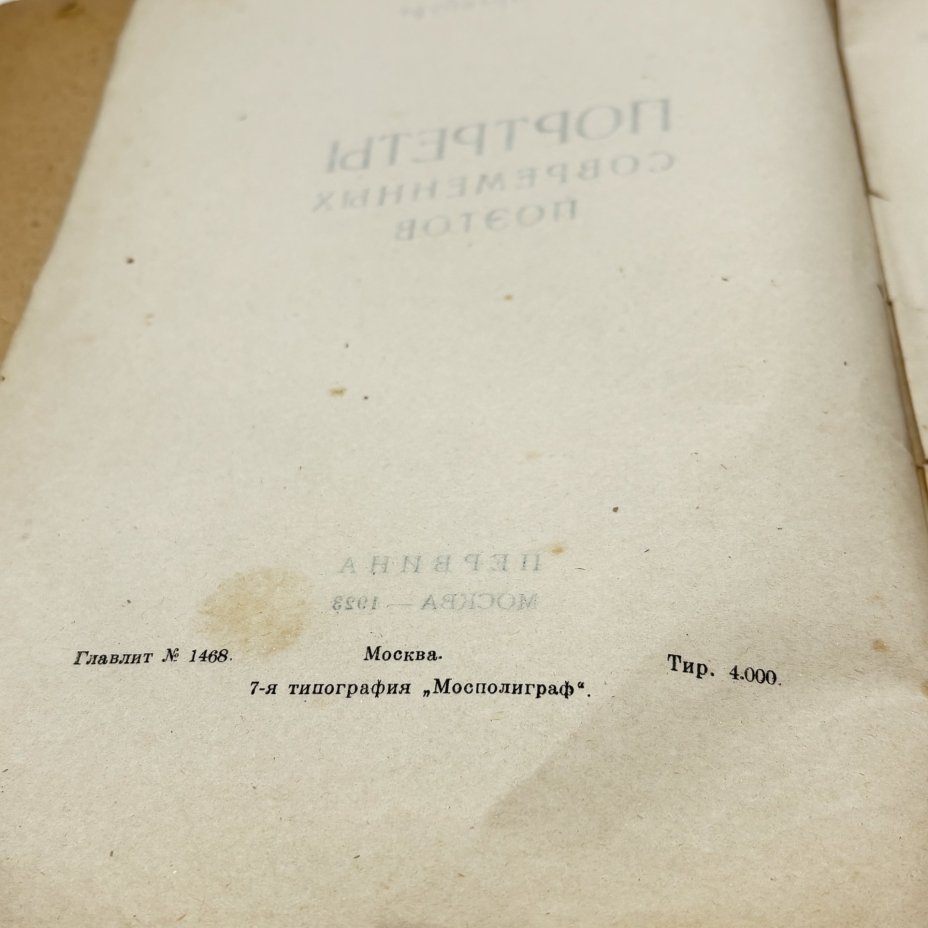 ПОРТРЕТЫ
СОВРЕМЕННЫХ
ПОЭТОВ
ПЕРВИНА
МОСКВА — 1923
Главлит № 1468. Москва. Тир. 4.000.
7-я типография „Мосполиграф“.